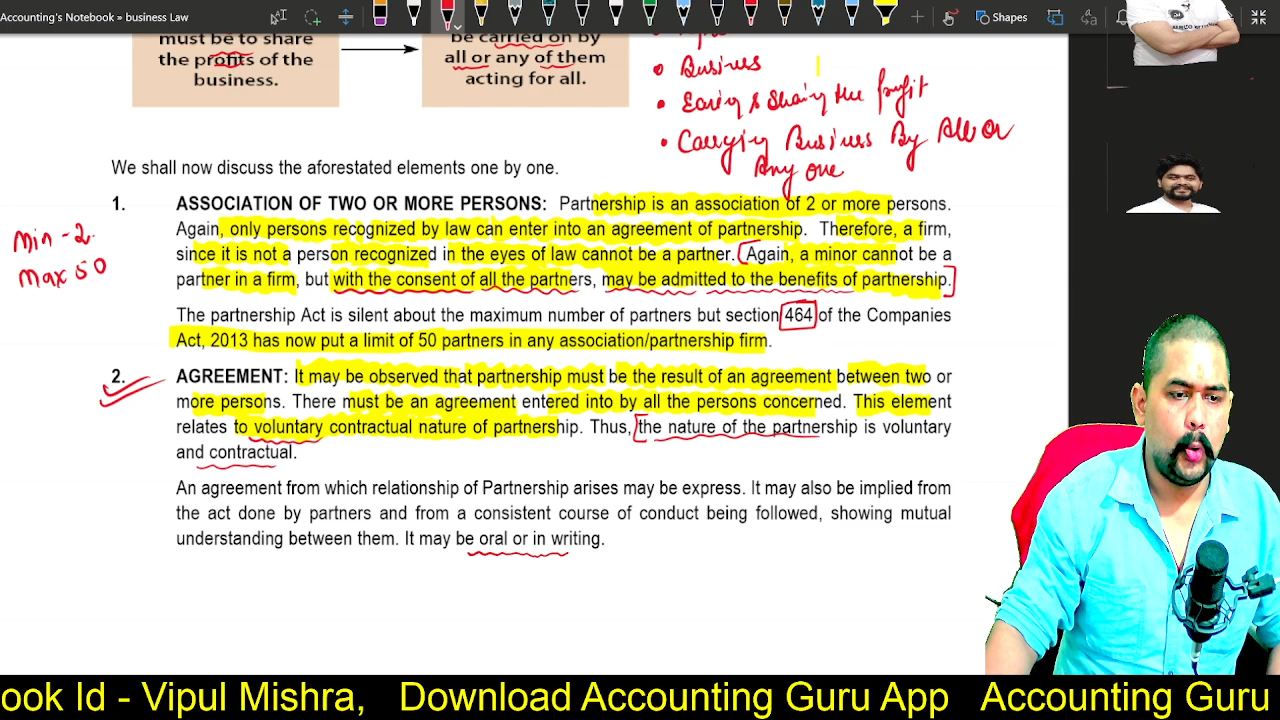 Accounting's Notebook » business Law
Shapes
must be to share
the profits of the
business.
be carried on by
all or any of them
acting for all.
• Business
• Earing & Sharing the Profit
• Carrying Business By All or
Any one
We shall now discuss the aforestated elements one by one.
1. ASSOCIATION OF TWO OR MORE PERSONS: Partnership is an association of 2 or more persons.
Again, only persons recognized by law can enter into an agreement of partnership. Therefore, a firm,
since it is not a person recognized in the eyes of law cannot be a partner. Again, a minor cannot be a
partner in a firm, but with the consent of all the partners, may be admitted to the benefits of partnership.
Min - 2.
Max 50
The partnership Act is silent about the maximum number of partners but section 464 of the Companies
Act, 2013 has now put a limit of 50 partners in any association/partnership firm.
2. AGREEMENT: It may be observed that partnership must be the result of an agreement between two or
more persons. There must be an agreement entered into by all the persons concerned. This element
relates to voluntary contractual nature of partnership. Thus, the nature of the partnership is voluntary
and contractual.
An agreement from which relationship of Partnership arises may be express. It may also be implied from
the act done by partners and from a consistent course of conduct being followed, showing mutual
understanding between them. It may be oral or in writing.
ook Id - Vipul Mishra, Download Accounting Guru App Accounting Guru